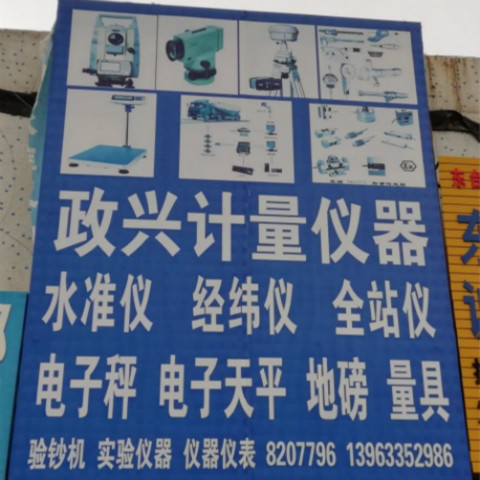 政兴计量仪器
水准仪 经纬仪 全站仪
电子秤 电子天平 地磅 量具
验钞机 实验仪器 仪器仪表 8207796 13963352986
东